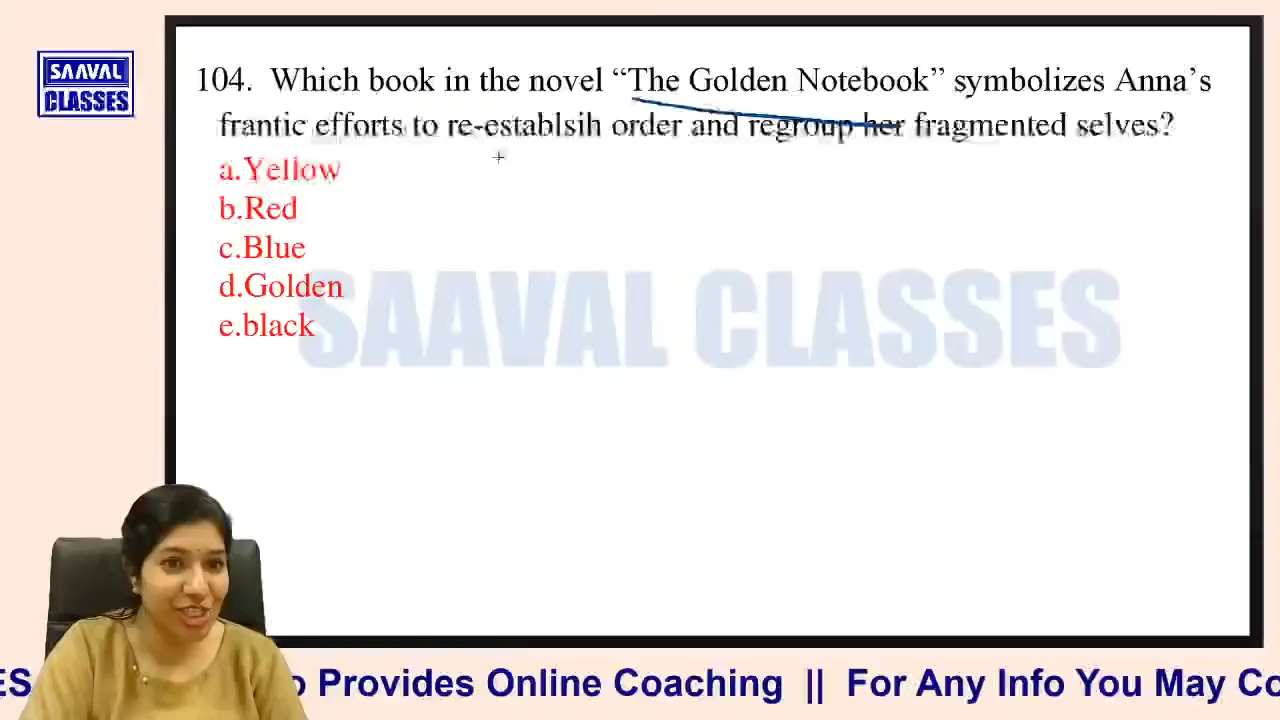 SAAVAL
CLASSES
104. Which book in the novel “The Golden Notebook” symbolizes Anna’s
frantic efforts to re-establsih order and regroup her fragmented selves?
a.Yellow
b.Red
c.Blue
d.Golden
e.black
SAAVAL CLASSES
ES o Provides Online Coaching || For Any Info You May Co